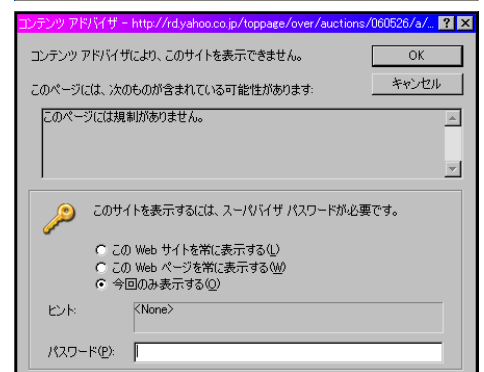 コンテンツ アドバイザ - http://rd.yahoo.co.jp/toppage/over/auctions/060526/a/...
コンテンツ アドバイザにより、このサイトを表示できません。
OK
このページには、次のものが含まれている可能性があります:
キャンセル
このページには規制がありません。
このサイトを表示するには、スーパバイザ パスワードが必要です。
この Web サイトを常に表示する(L)
この Web ページを常に表示する(W)
今回のみ表示する(O)
ヒント:
<None>
パスワード(P):